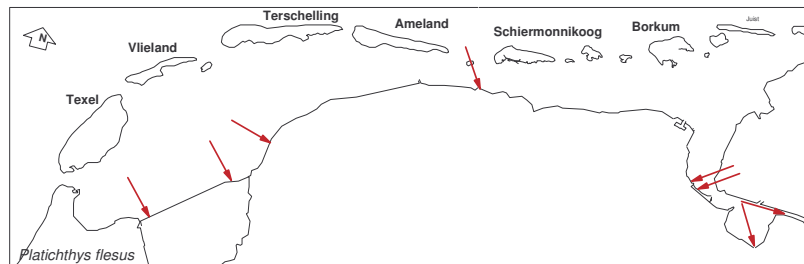 Juist
Terschelling
Ameland
Borkum
Schiermonnikoog
N
Vlieland
Texel
Platichthys flesus